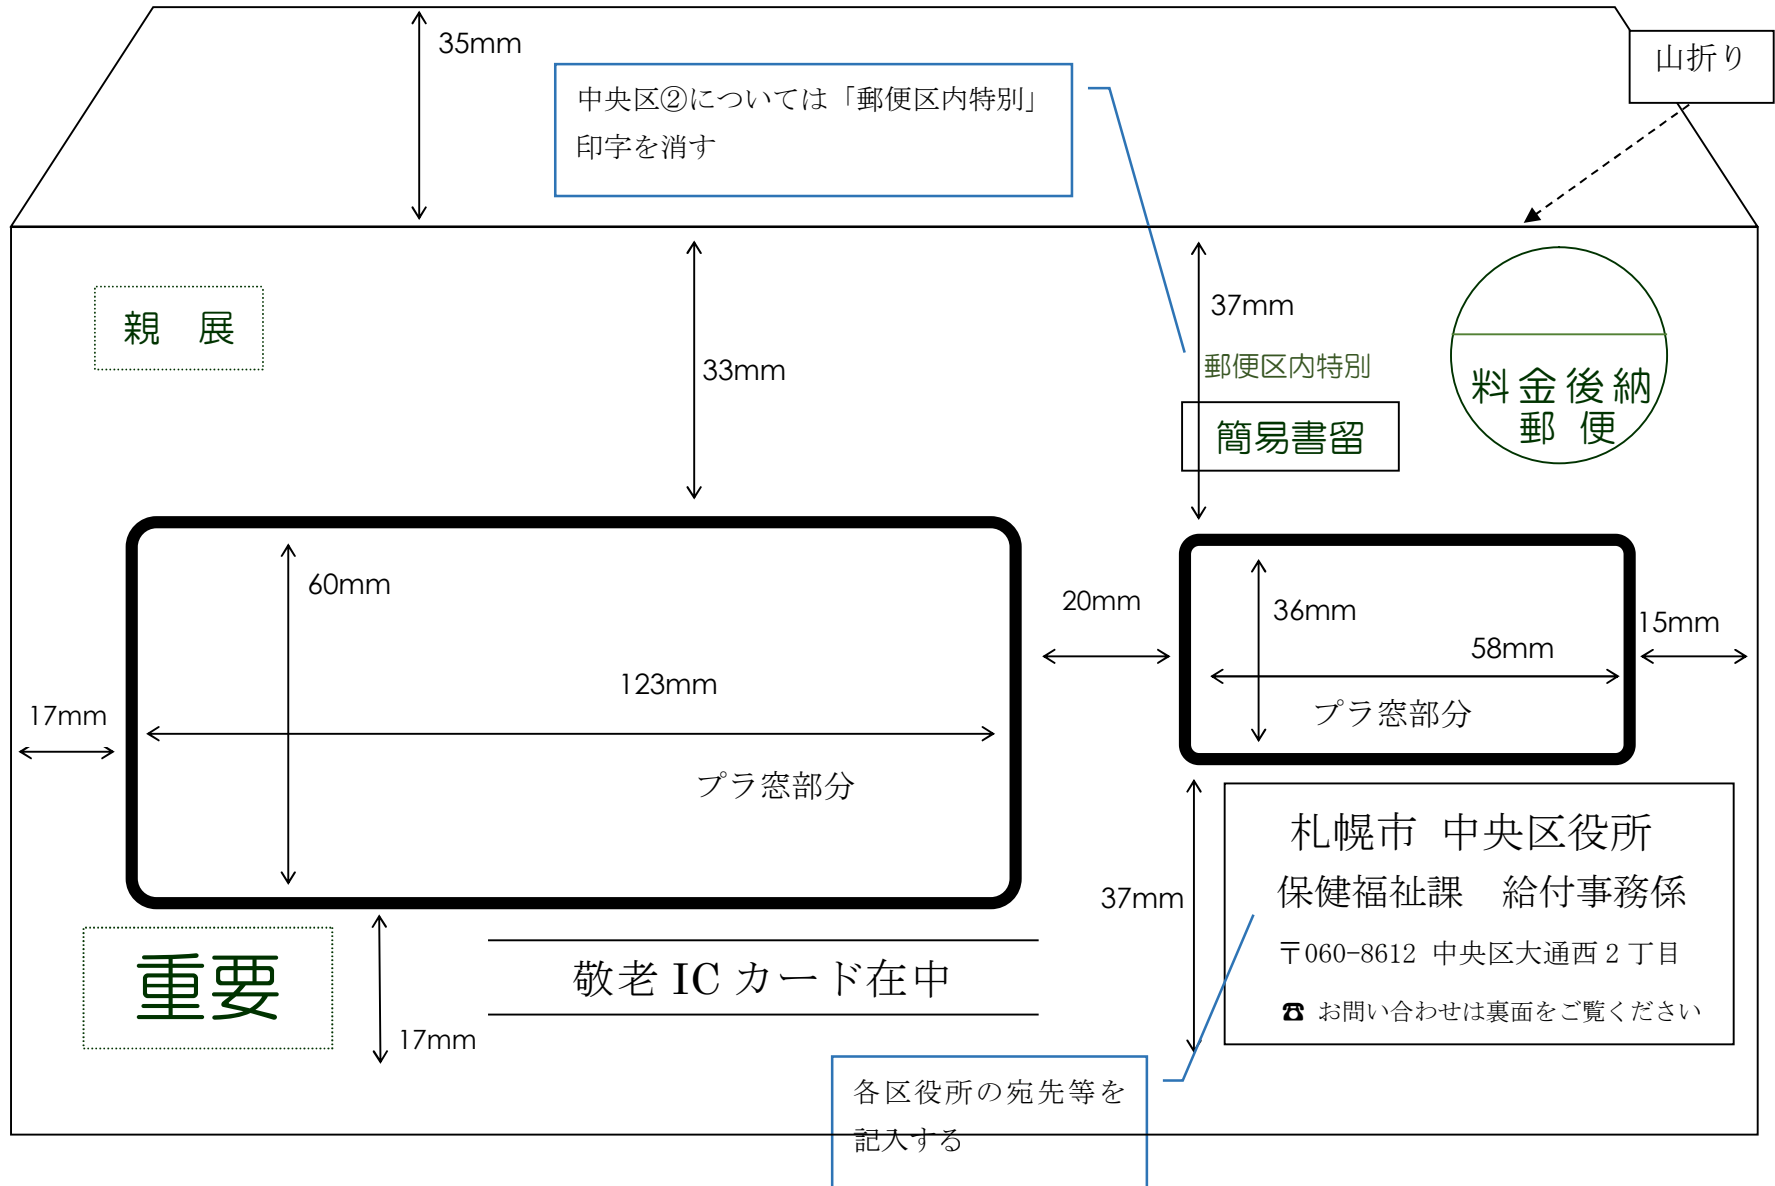 35mm
山折り
中央区②については「郵便区内特別」
印字を消す
親　展
33mm
37mm
郵便区内特別
簡易書留
料金後納
郵便
60mm
123mm
プラ窓部分
17mm
20mm
36mm
58mm
プラ窓部分
15mm
重要
17mm
敬老 IC カード在中
37mm
札幌市 中央区役所
保健福祉課　給付事務係
〒060-8612 中央区大通西 2 丁目
☎ お問い合わせは裏面をご覧ください
各区役所の宛先等を
記入する